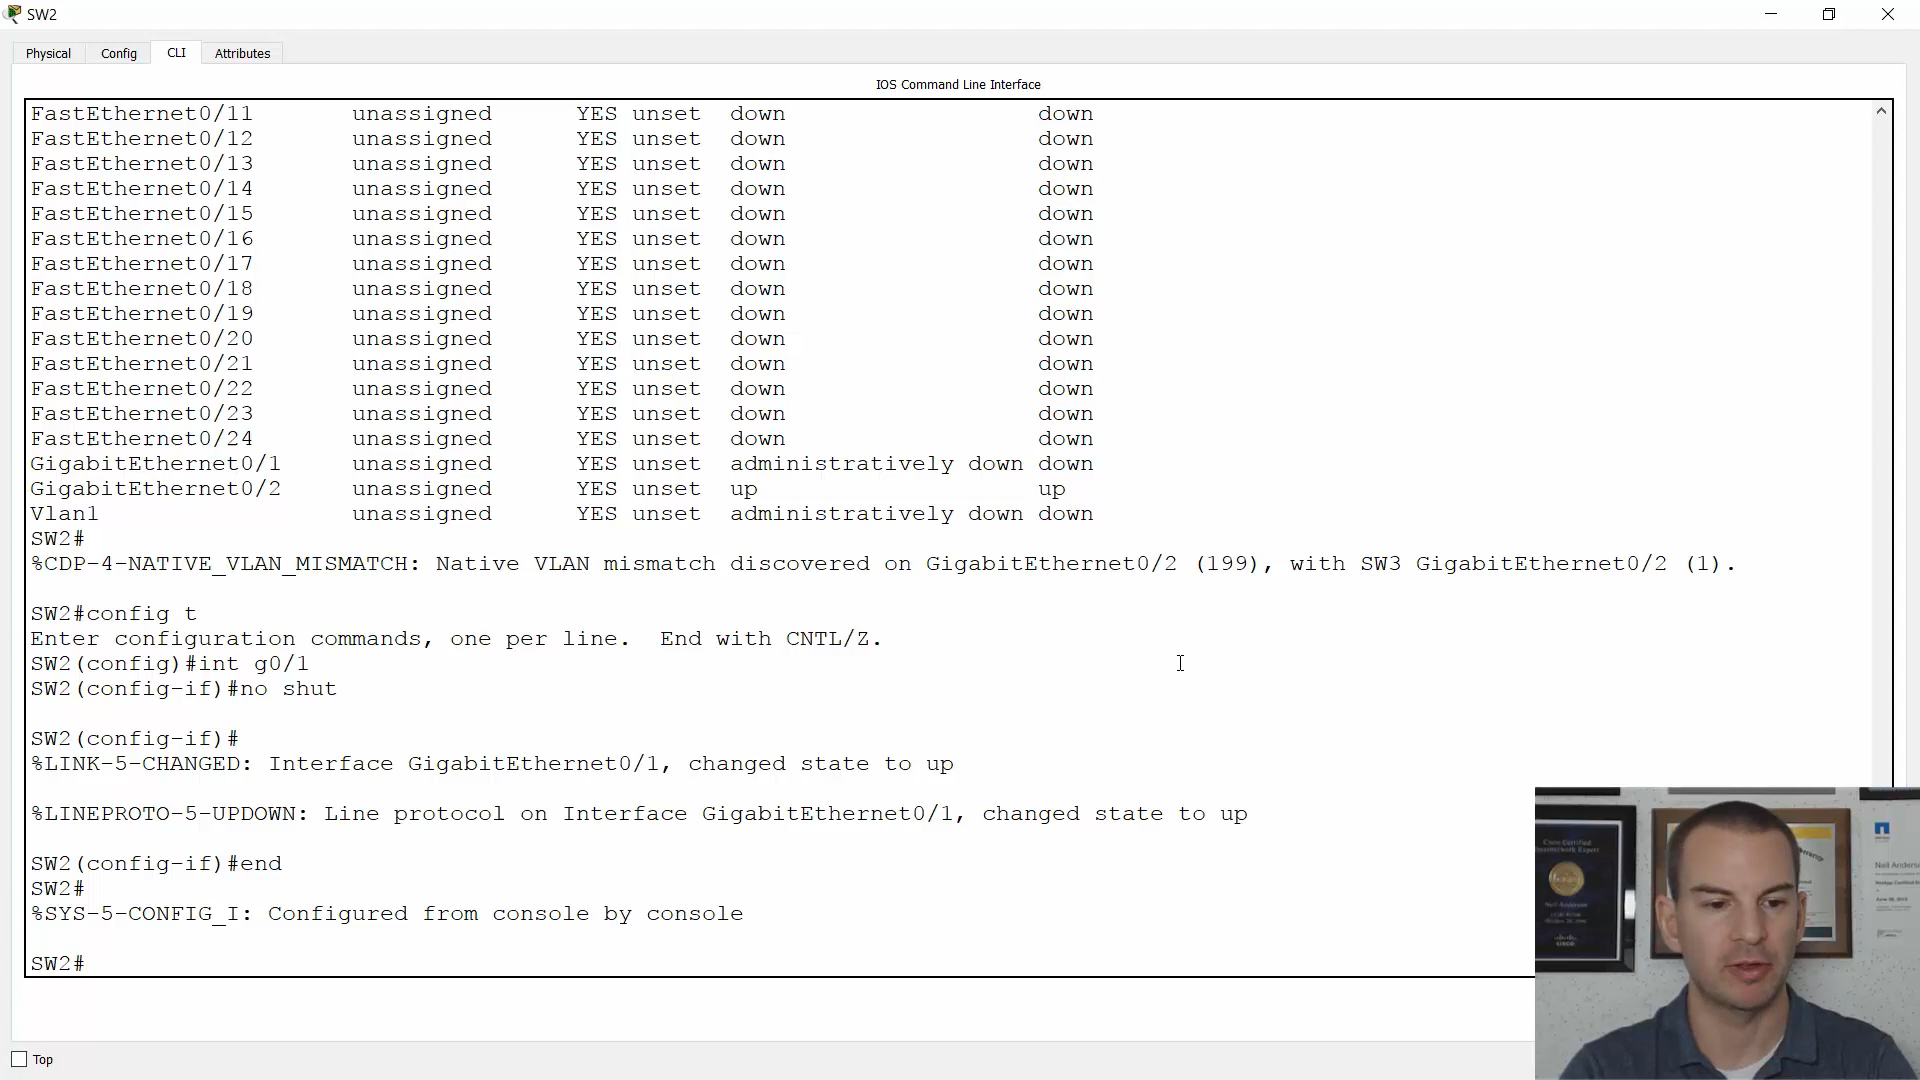 SW2
Physical
Config
CLI
Attributes
IOS Command Line Interface
FastEthernet0/11 unassigned YES unset down down
FastEthernet0/12 unassigned YES unset down down
FastEthernet0/13 unassigned YES unset down down
FastEthernet0/14 unassigned YES unset down down
FastEthernet0/15 unassigned YES unset down down
FastEthernet0/16 unassigned YES unset down down
FastEthernet0/17 unassigned YES unset down down
FastEthernet0/18 unassigned YES unset down down
FastEthernet0/19 unassigned YES unset down down
FastEthernet0/20 unassigned YES unset down down
FastEthernet0/21 unassigned YES unset down down
FastEthernet0/22 unassigned YES unset down down
FastEthernet0/23 unassigned YES unset down down
FastEthernet0/24 unassigned YES unset down down
GigabitEthernet0/1 unassigned YES unset administratively down down
GigabitEthernet0/2 unassigned YES unset up up
Vlan1 unassigned YES unset administratively down down
SW2#
%CDP-4-NATIVE_VLAN_MISMATCH: Native VLAN mismatch discovered on GigabitEthernet0/2 (199), with SW3 GigabitEthernet0/2 (1).
SW2#config t
Enter configuration commands, one per line.  End with CNTL/Z.
SW2(config)#int g0/1
SW2(config-if)#no shut
SW2(config-if)#
%LINK-5-CHANGED: Interface GigabitEthernet0/1, changed state to up
%LINEPROTO-5-UPDOWN: Line protocol on Interface GigabitEthernet0/1, changed state to up
SW2(config-if)#end
SW2#
%SYS-5-CONFIG_I: Configured from console by console
SW2#
Top
Cisco Certified
Neil Anderson
CISCO
Neil Anderson